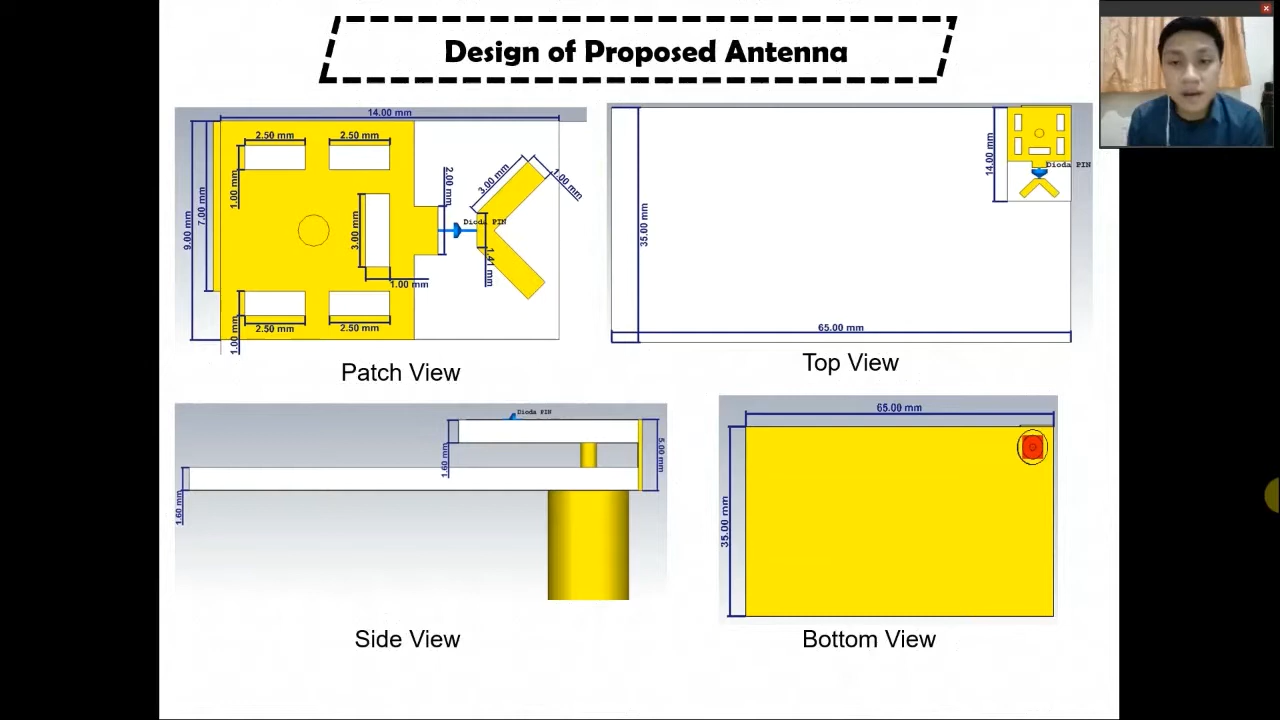 Design of Proposed Antenna
14.00 mm
2.50 mm
2.50 mm
1.00 mm
7.00 mm
9.00 mm
3.00 mm
1.00 mm
2.00 mm
Dioda PIN
3.00 mm
1.00 mm
1.41 mm
2.50 mm
2.50 mm
1.00 mm
Patch View
14.00 mm
Dioda PIN
35.00 mm
65.00 mm
Top View
Dioda PIN
1.60 mm
5.00 mm
1.60 mm
Side View
65.00 mm
35.00 mm
Bottom View